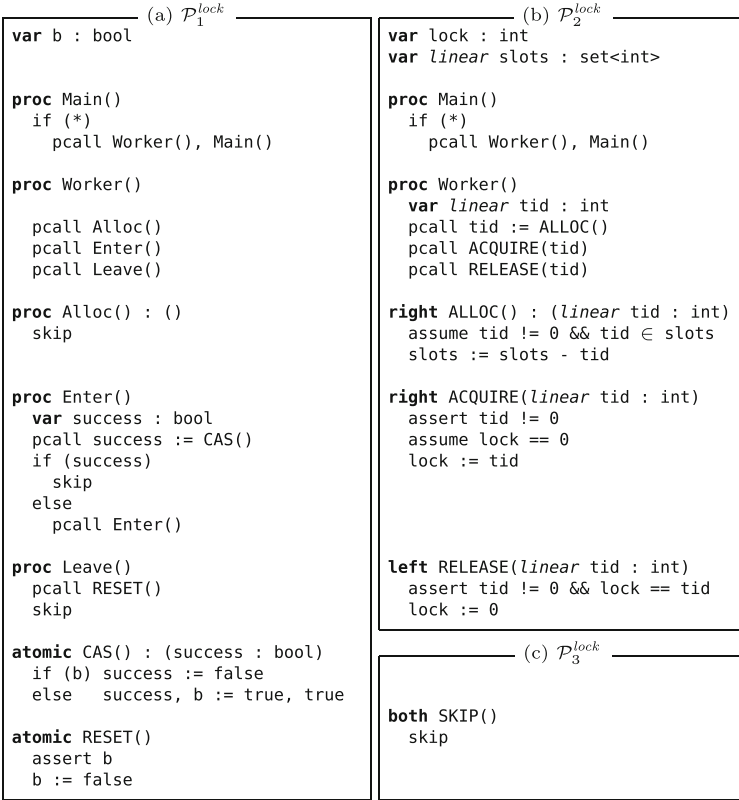 (a) P₁ˡᵒᶜᵏ
var b : bool
proc Main()
if (*)
pcall Worker(), Main()
proc Worker()
pcall Alloc()
pcall Enter()
pcall Leave()
proc Alloc() : ()
skip
proc Enter()
var success : bool
pcall success := CAS()
if (success)
skip
else
pcall Enter()
proc Leave()
pcall RESET()
skip
atomic CAS() : (success : bool)
if (b) success := false
else success, b := true, true
atomic RESET()
assert b
b := false
(b) P₂ˡᵒᶜᵏ
var lock : int
var linear slots : set<int>
proc Main()
if (*)
pcall Worker(), Main()
proc Worker()
var linear tid : int
pcall tid := ALLOC()
pcall ACQUIRE(tid)
pcall RELEASE(tid)
right ALLOC() : (linear tid : int)
assume tid != 0 && tid ∈ slots
slots := slots - tid
right ACQUIRE(linear tid : int)
assert tid != 0
assume lock == 0
lock := tid
left RELEASE(linear tid : int)
assert tid != 0 && lock == tid
lock := 0
(c) P₃ˡᵒᶜᵏ
both SKIP()
skip